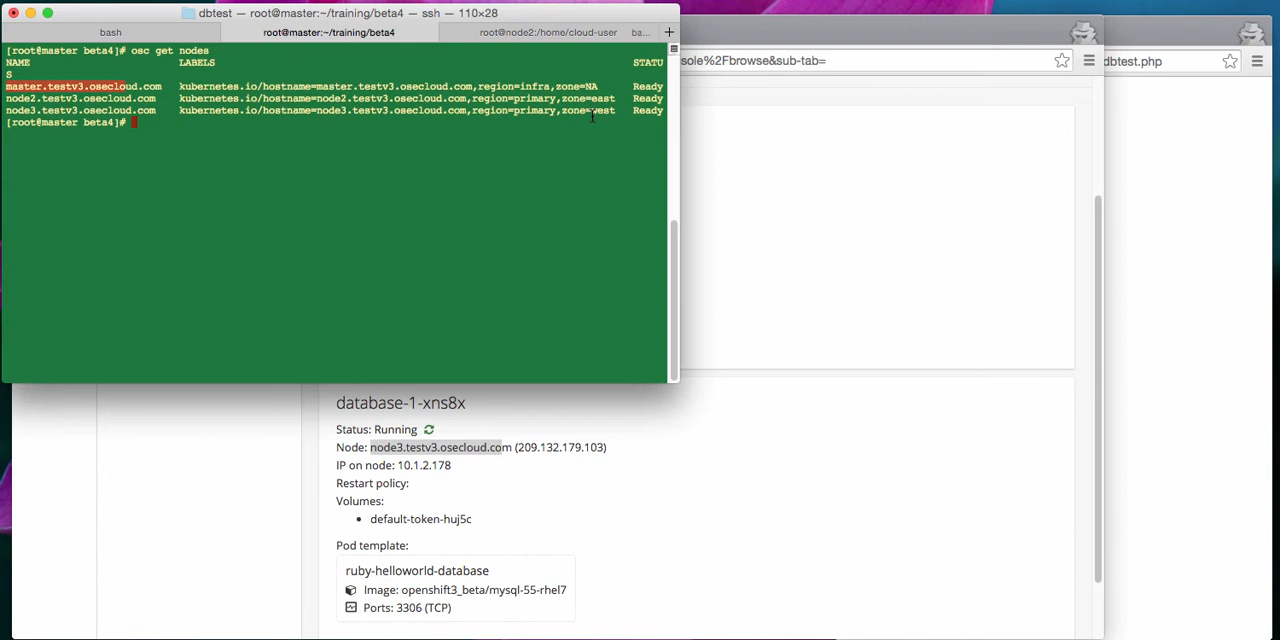 dbtest — root@master:~/training/beta4 — ssh — 110×28
bash
root@master:~/training/beta4
root@node2:/home/cloud-user
ba...
+
[root@master beta4]# osc get nodes
NAME LABELS STATU
S
master.testv3.osecloud.com kubernetes.io/hostname=master.testv3.osecloud.com,region=infra,zone=NA Ready
node2.testv3.osecloud.com kubernetes.io/hostname=node2.testv3.osecloud.com,region=primary,zone=east Ready
node3.testv3.osecloud.com kubernetes.io/hostname=node3.testv3.osecloud.com,region=primary,zone=west Ready
[root@master beta4]#
sole%2Fbrowse&sub-tab=
dbtest.php
database-1-xns8x
Status: Running
Node: node3.testv3.osecloud.com (209.132.179.103)
IP on node: 10.1.2.178
Restart policy:
Volumes:
• default-token-huj5c
Pod template:
ruby-helloworld-database
Image: openshift3_beta/mysql-55-rhel7
Ports: 3306 (TCP)